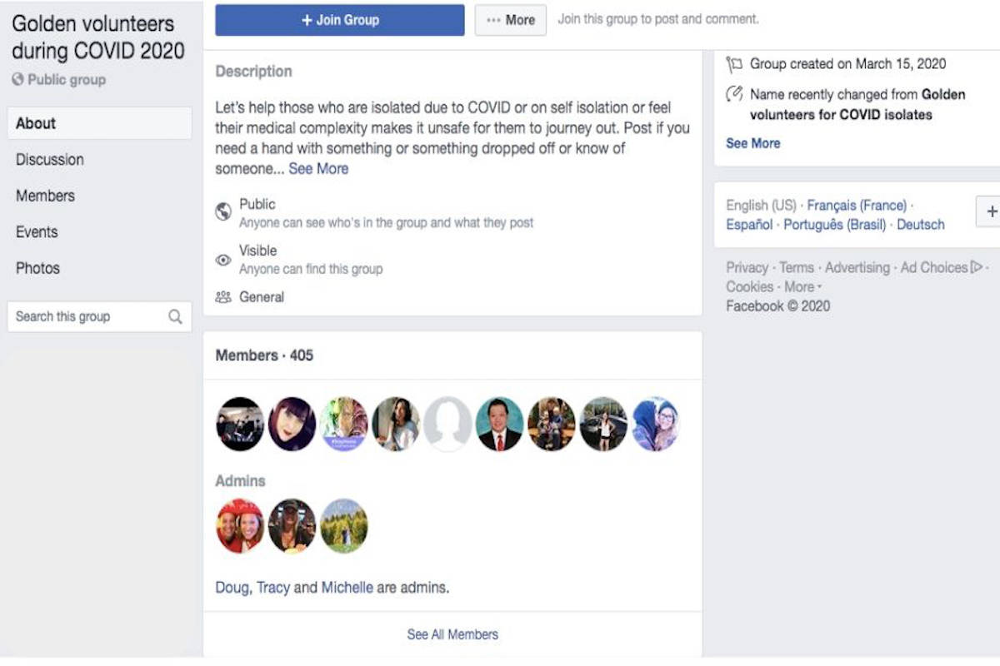 Golden volunteers
during COVID 2020
Public group
About
Discussion
Members
Events
Photos
Search this group
+ Join Group
••• More
Join this group to post and comment.
Description
Let's help those who are isolated due to COVID or on self isolation or feel
their medical complexity makes it unsafe for them to journey out. Post if you
need a hand with something or something dropped off or know of
someone... See More
Public
Anyone can see who's in the group and what they post
Visible
Anyone can find this group
General
Members · 405
Admins
Doug, Tracy and Michelle are admins.
See All Members
Group created on March 15, 2020
Name recently changed from Golden
volunteers for COVID isolates
See More
English (US) · Français (France) ·
Español · Português (Brasil) · Deutsch
+
Privacy · Terms · Advertising · Ad Choices ·
Cookies · More
Facebook © 2020